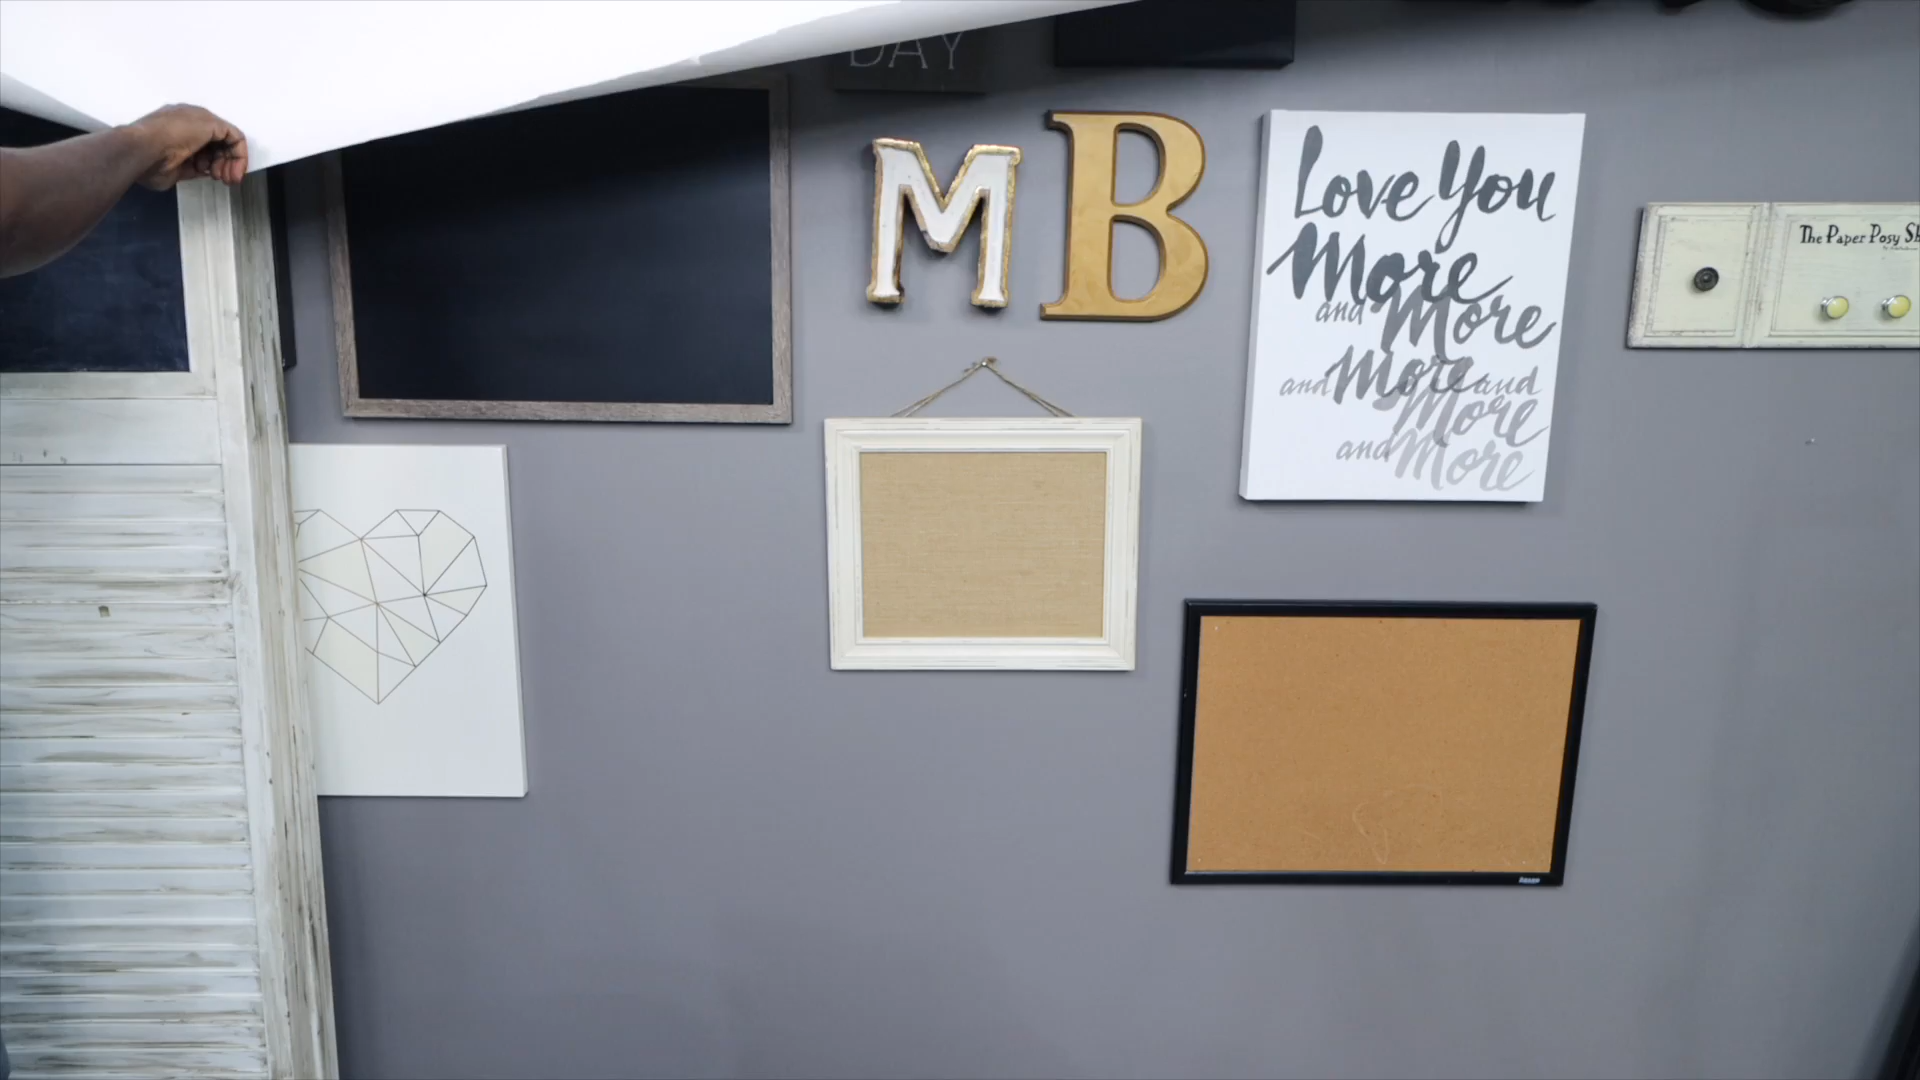 DAY
M B
Love You
More
and More
and More and
More
and More
The Paper Posy Sh